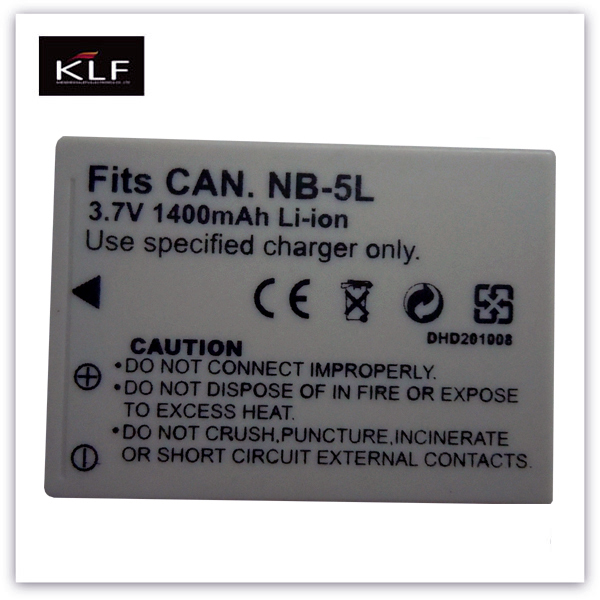 KLF
Fits CAN. NB-5L
3.7V 1400mAh Li-ion
Use specified charger only.
CE
DHD201008
CAUTION
•DO NOT CONNECT IMPROPERLY.
•DO NOT DISPOSE OF IN FIRE OR EXPOSE
TO EXCESS HEAT.
•DO NOT CRUSH,PUNCTURE,INCINERATE
OR SHORT CIRCUIT EXTERNAL CONTACTS.